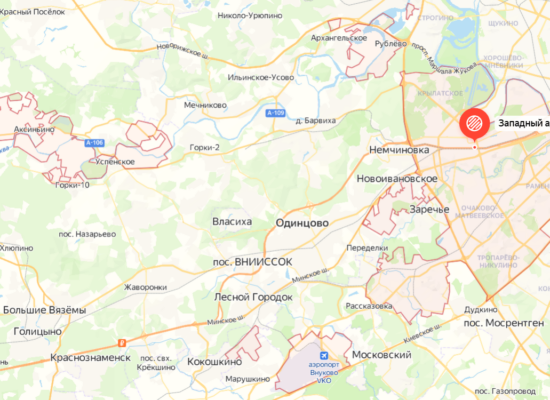 Красный Посёлок
Николо-Урюпино
СТРОГИНО
ЩУКИНО
Архангельское
Рублёво
просп. Маршала Жукова
ХОРОШЁВО-
МНЁВНИКИ
Новорижское ш.
Ильинское-Усово
КРЫЛАТСКОЕ
Мечниково
А-109
д. Барвиха
Западный а
Аксиньино
А-106
Успенское
Горки-2
Немчиновка
Горки-10
Новоивановское
РАМЕ
Заречье
ОЧАКОВО-
МАТВЕЕВСКОЕ
Власиха
Одинцово
пос. Назарьево
Хлюпино
Переделки
ТРОПАРЁВО-
НИКУЛИНО
пос. ВНИИССОК
Минское ш.
Жаворонки
Лесной Городок
Рассказовка
Большие Вязёмы
Дудкино
пос. Мосрентген
Голицыно
Минское ш.
Киевское ш.
Краснознаменск
пос. свх.
Крёкшино
Кокошкино
Московский
аэропорт
Внуково
VKO
Марушкино
пос. Газопровод